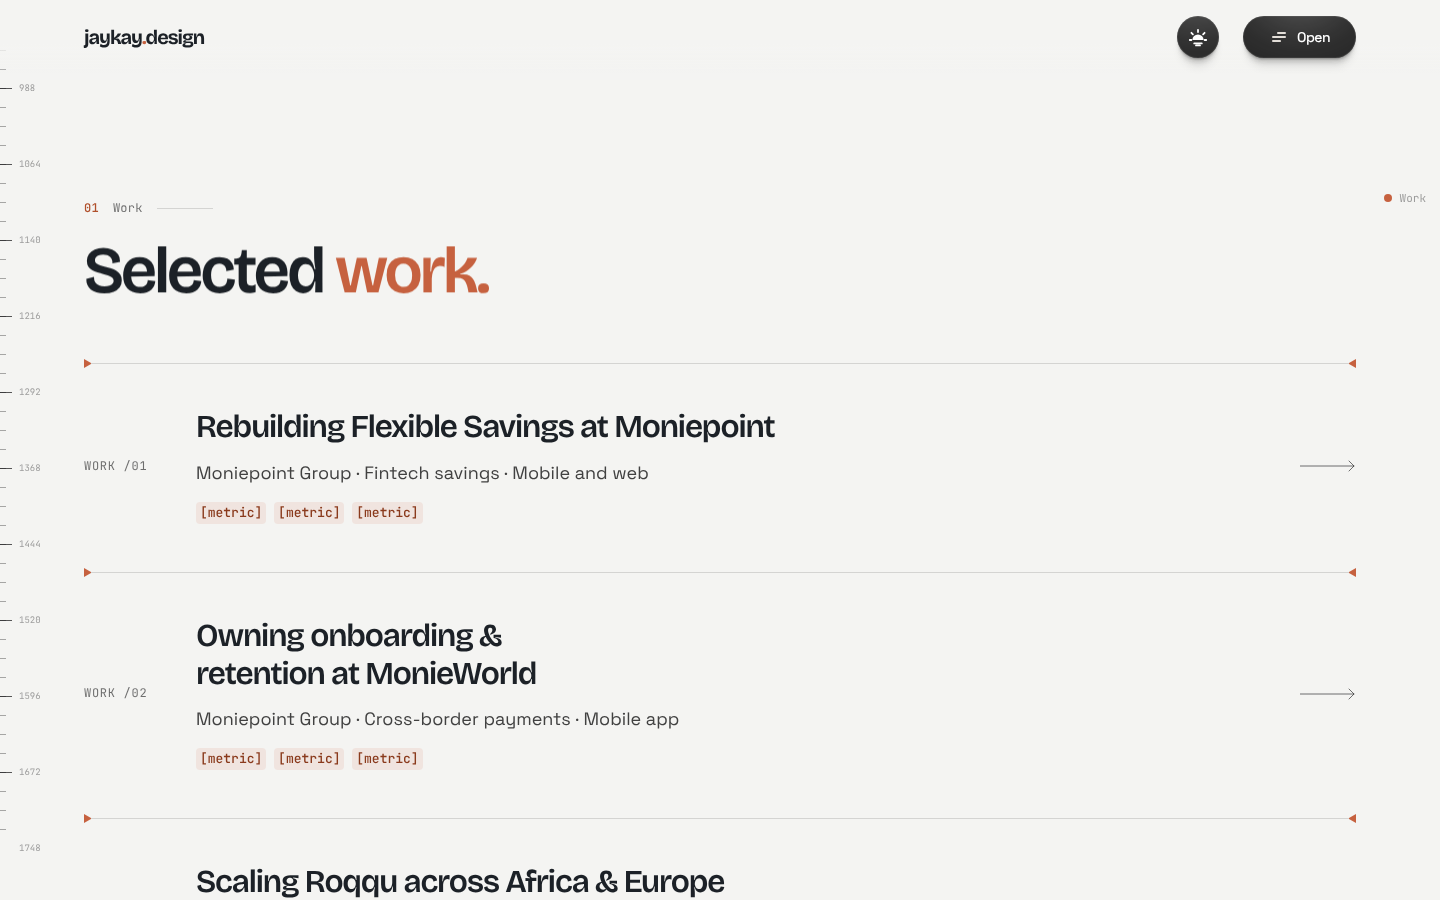 jaykay.design
Open
988
1064
1140
1216
1292
1368
1444
1520
1596
1672
1748
01 Work
Work
Selected work.
Rebuilding Flexible Savings at Moniepoint
WORK /01
Moniepoint Group · Fintech savings · Mobile and web
[metric] [metric] [metric]
Owning onboarding &
retention at MonieWorld
WORK /02
Moniepoint Group · Cross-border payments · Mobile app
[metric] [metric] [metric]
Scaling Roqqu across Africa & Europe